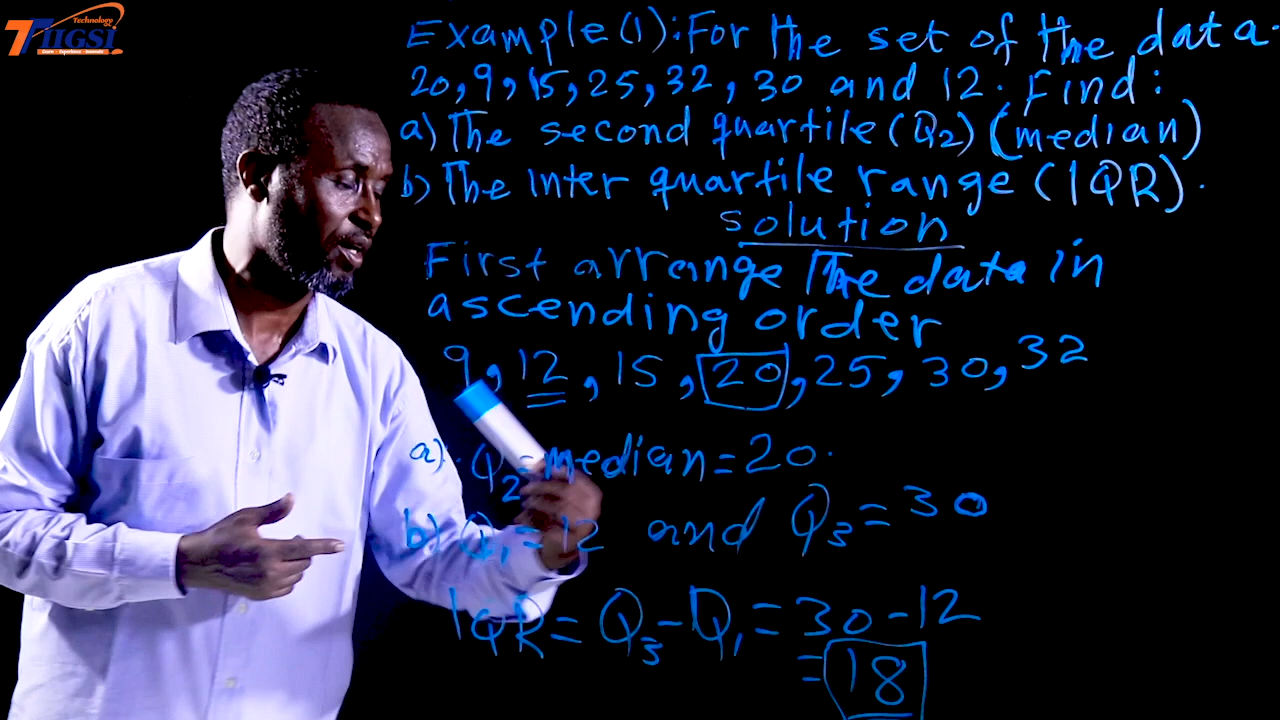 Technology
TIIGSI
Learn - Experience - Innovate
Example(1): For the set of the data.
20, 9, 15, 25, 32, 30 and 12. Find:
a) The second quartile (Q2) (median)
b) The Inter quartile range (IQR).
solution
First arrange the data in
ascending order
9, 12, 15, 20, 25, 30, 32
a). Q2 = median = 20.
b) Q1 = 12 and Q3 = 30
IQR = Q3 - Q1 = 30 - 12
= 18